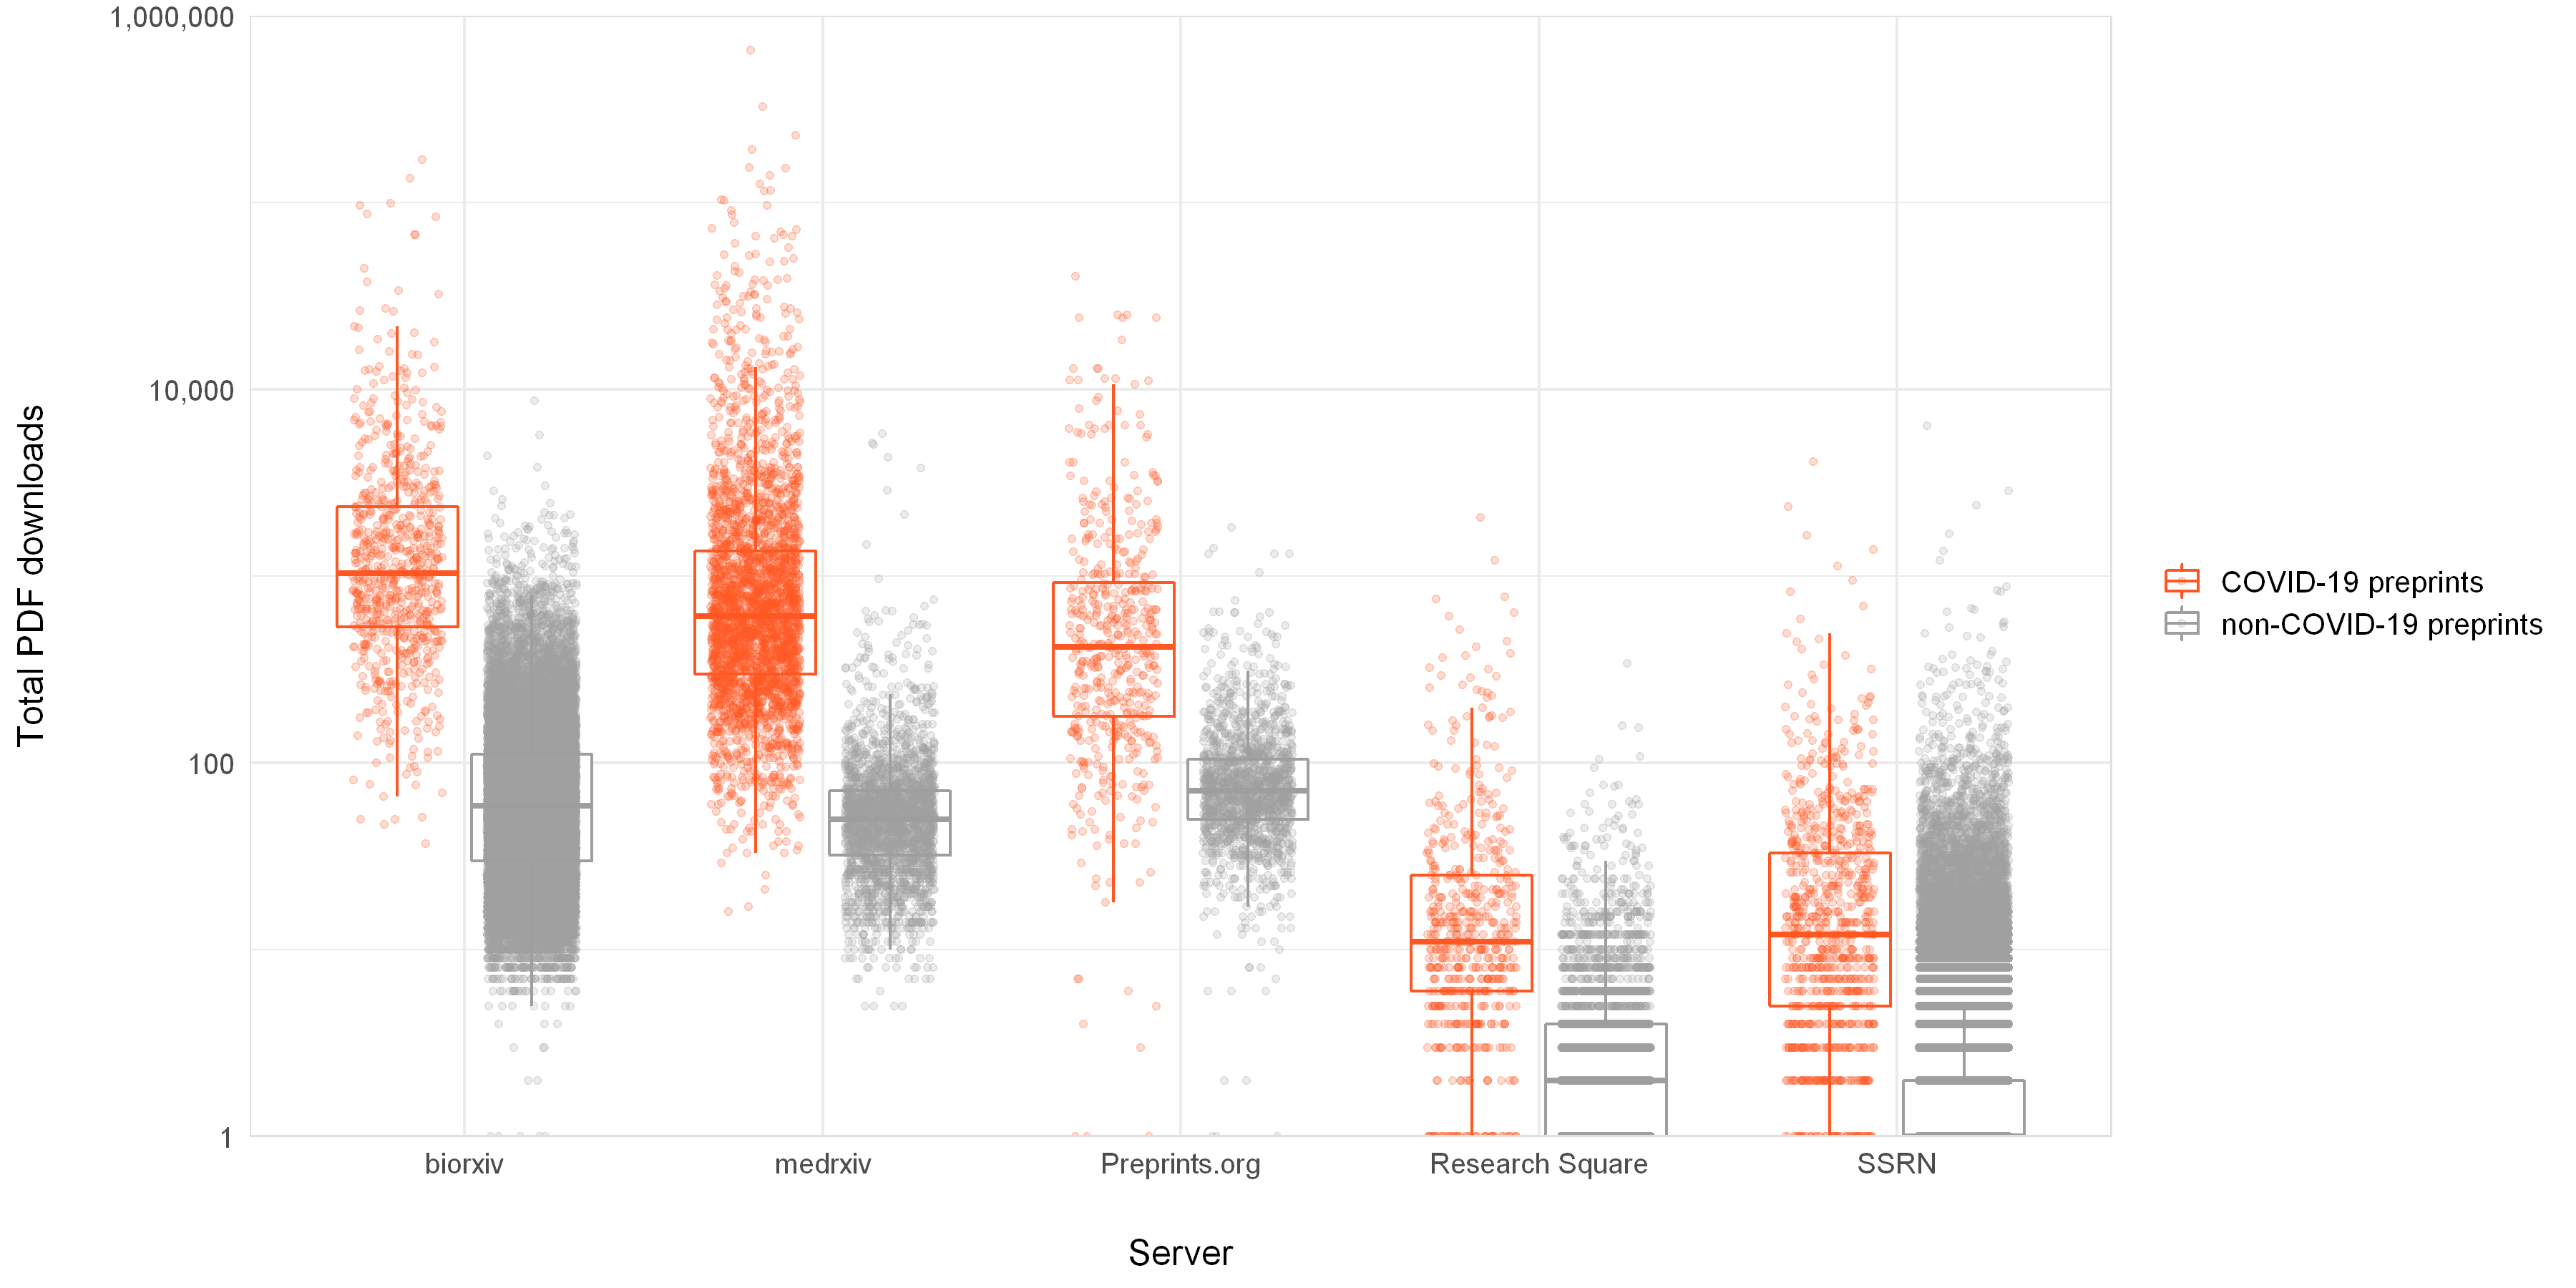 Total PDF downloads
1,000,000
10,000
100
1
biorxiv
medrxiv
Preprints.org
Research Square
SSRN
Server
COVID-19 preprints
non-COVID-19 preprints